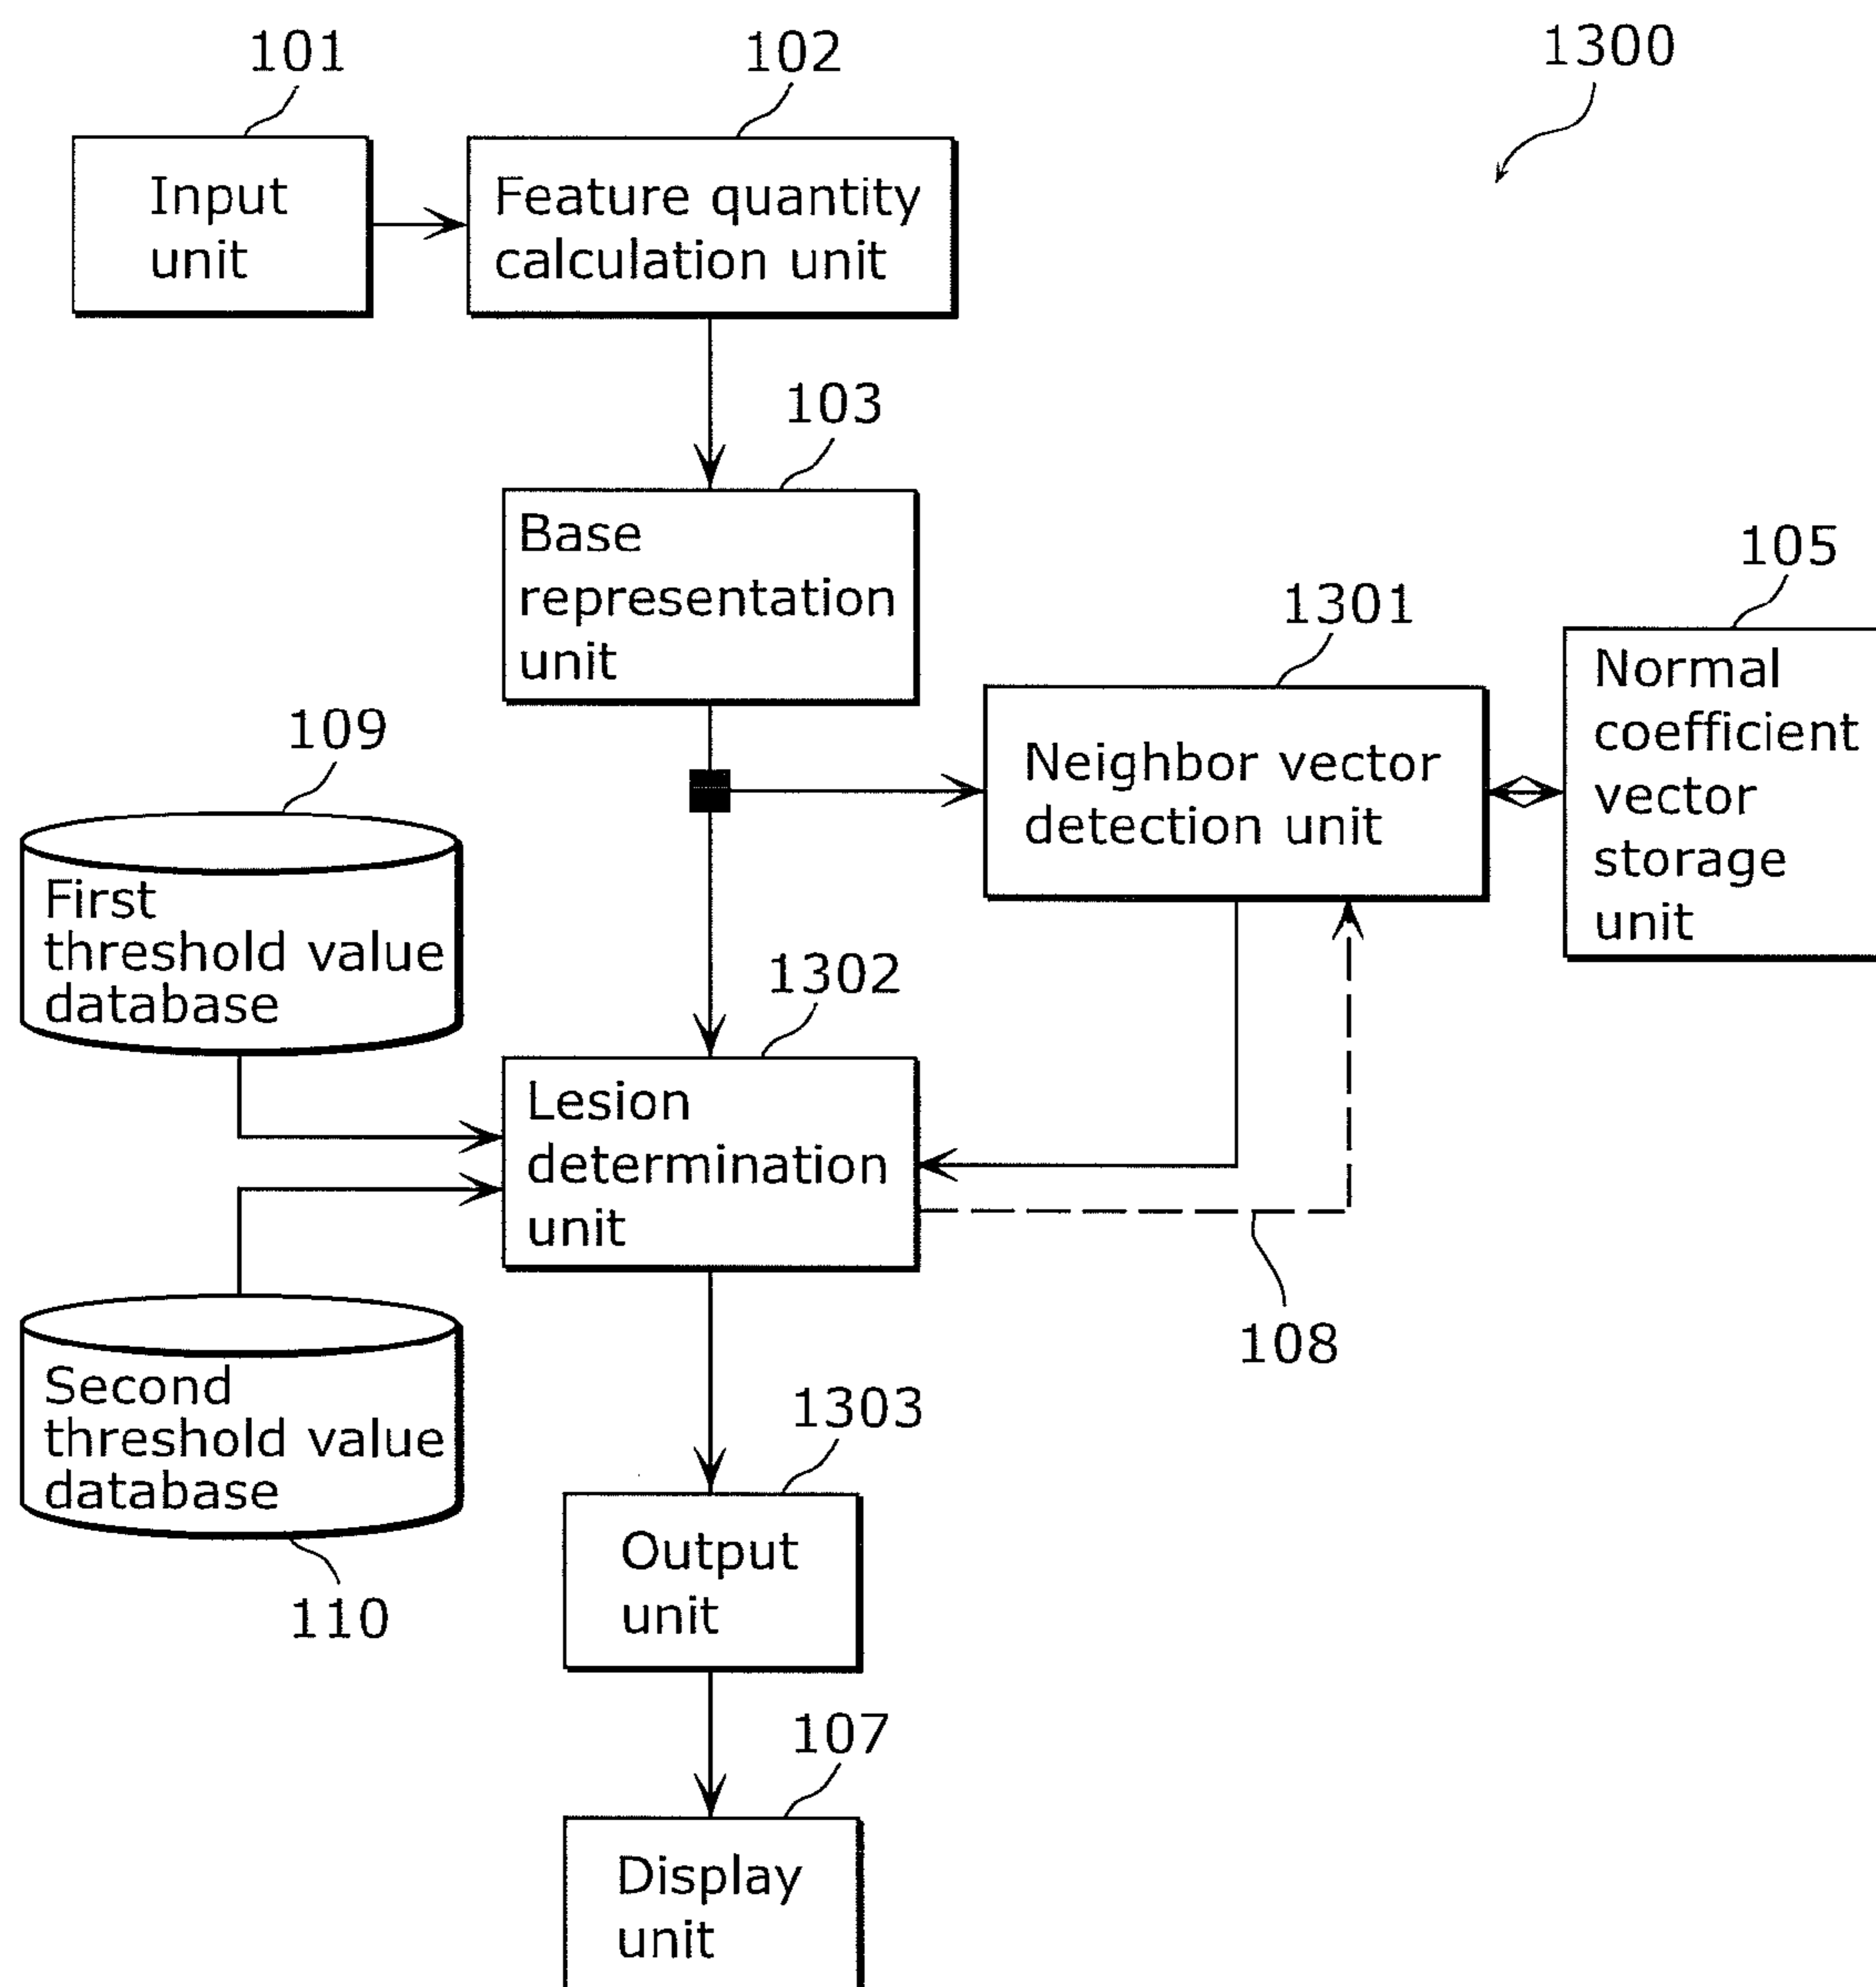 101
102
1300
Input
unit
Feature quantity
calculation unit
103
Base
representation
unit
105
1301
Normal
coefficient
vector
storage
unit
Neighbor vector
detection unit
109
First
threshold value
database
1302
Lesion
determination
unit
108
Second
threshold value
database
110
1303
Output
unit
107
Display
unit